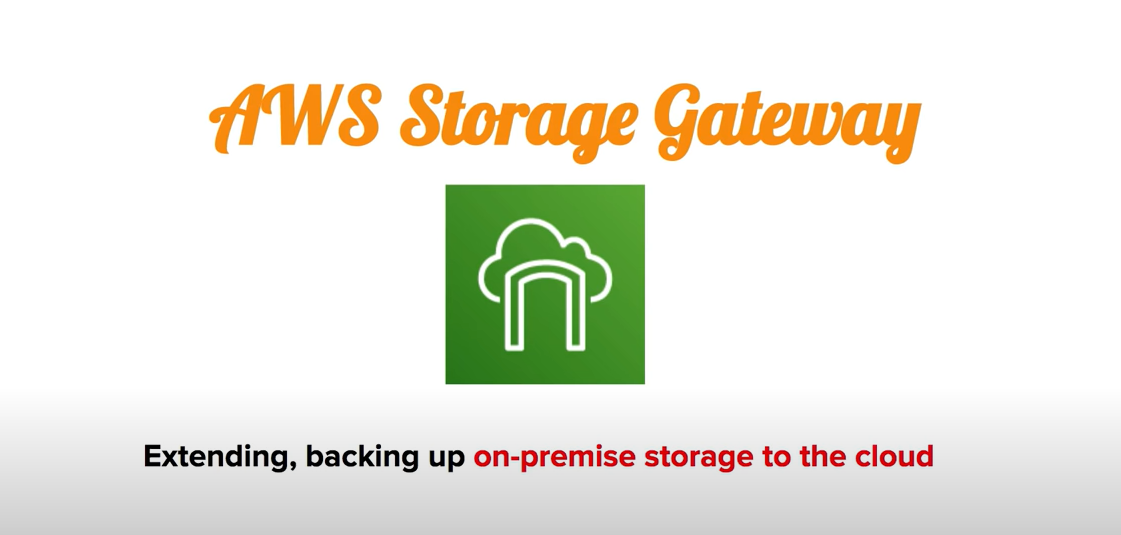 AWS Storage Gateway
Extending, backing up on-premise storage to the cloud